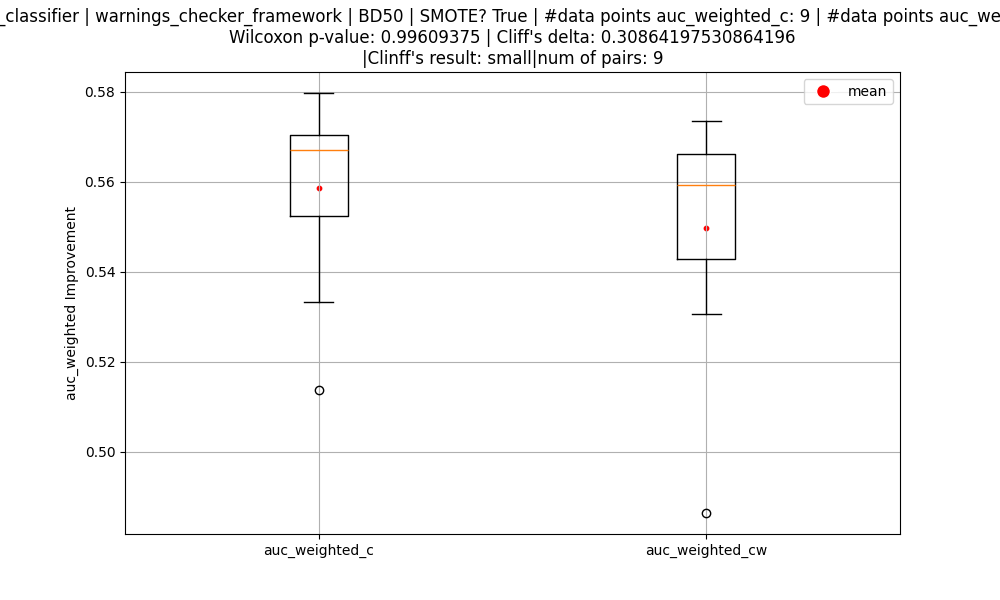 _classifier | warnings_checker_framework | BD50 | SMOTE? True | #data points auc_weighted_c: 9 | #data points auc_we
Wilcoxon p-value: 0.99609375 | Cliff's delta: 0.30864197530864196
|Clinff's result: small|num of pairs: 9
mean
0.58
0.56
0.54
0.52
0.50
auc_weighted Improvement
auc_weighted_c
auc_weighted_cw